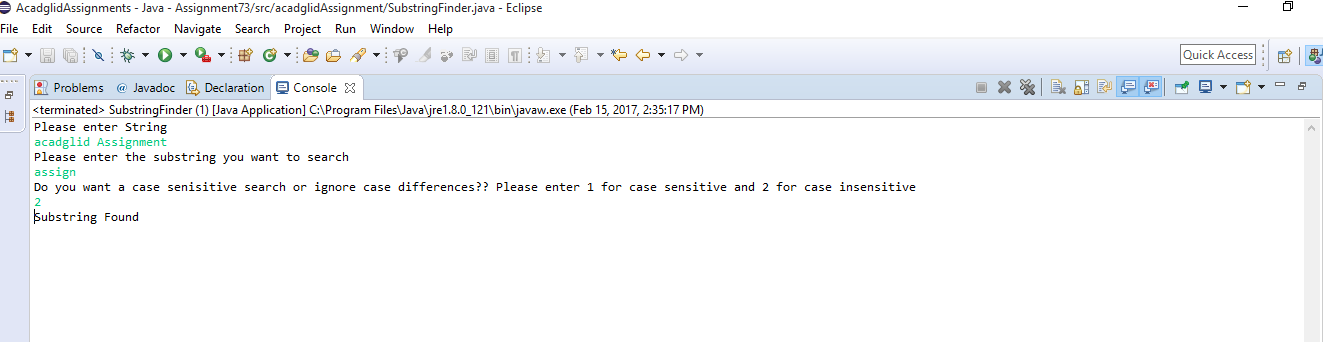 AcadglidAssignments - Java - Assignment73/src/acadglidAssignment/SubstringFinder.java - Eclipse
File Edit Source Refactor Navigate Search Project Run Window Help
Quick Access
Problems @ Javadoc Declaration Console
<terminated> SubstringFinder (1) [Java Application] C:\Program Files\Java\jre1.8.0_121\bin\javaw.exe (Feb 15, 2017, 2:35:17 PM)
Please enter String
acadglid Assignment
Please enter the substring you want to search
assign
Do you want a case senisitive search or ignore case differences?? Please enter 1 for case sensitive and 2 for case insensitive
2
Substring Found